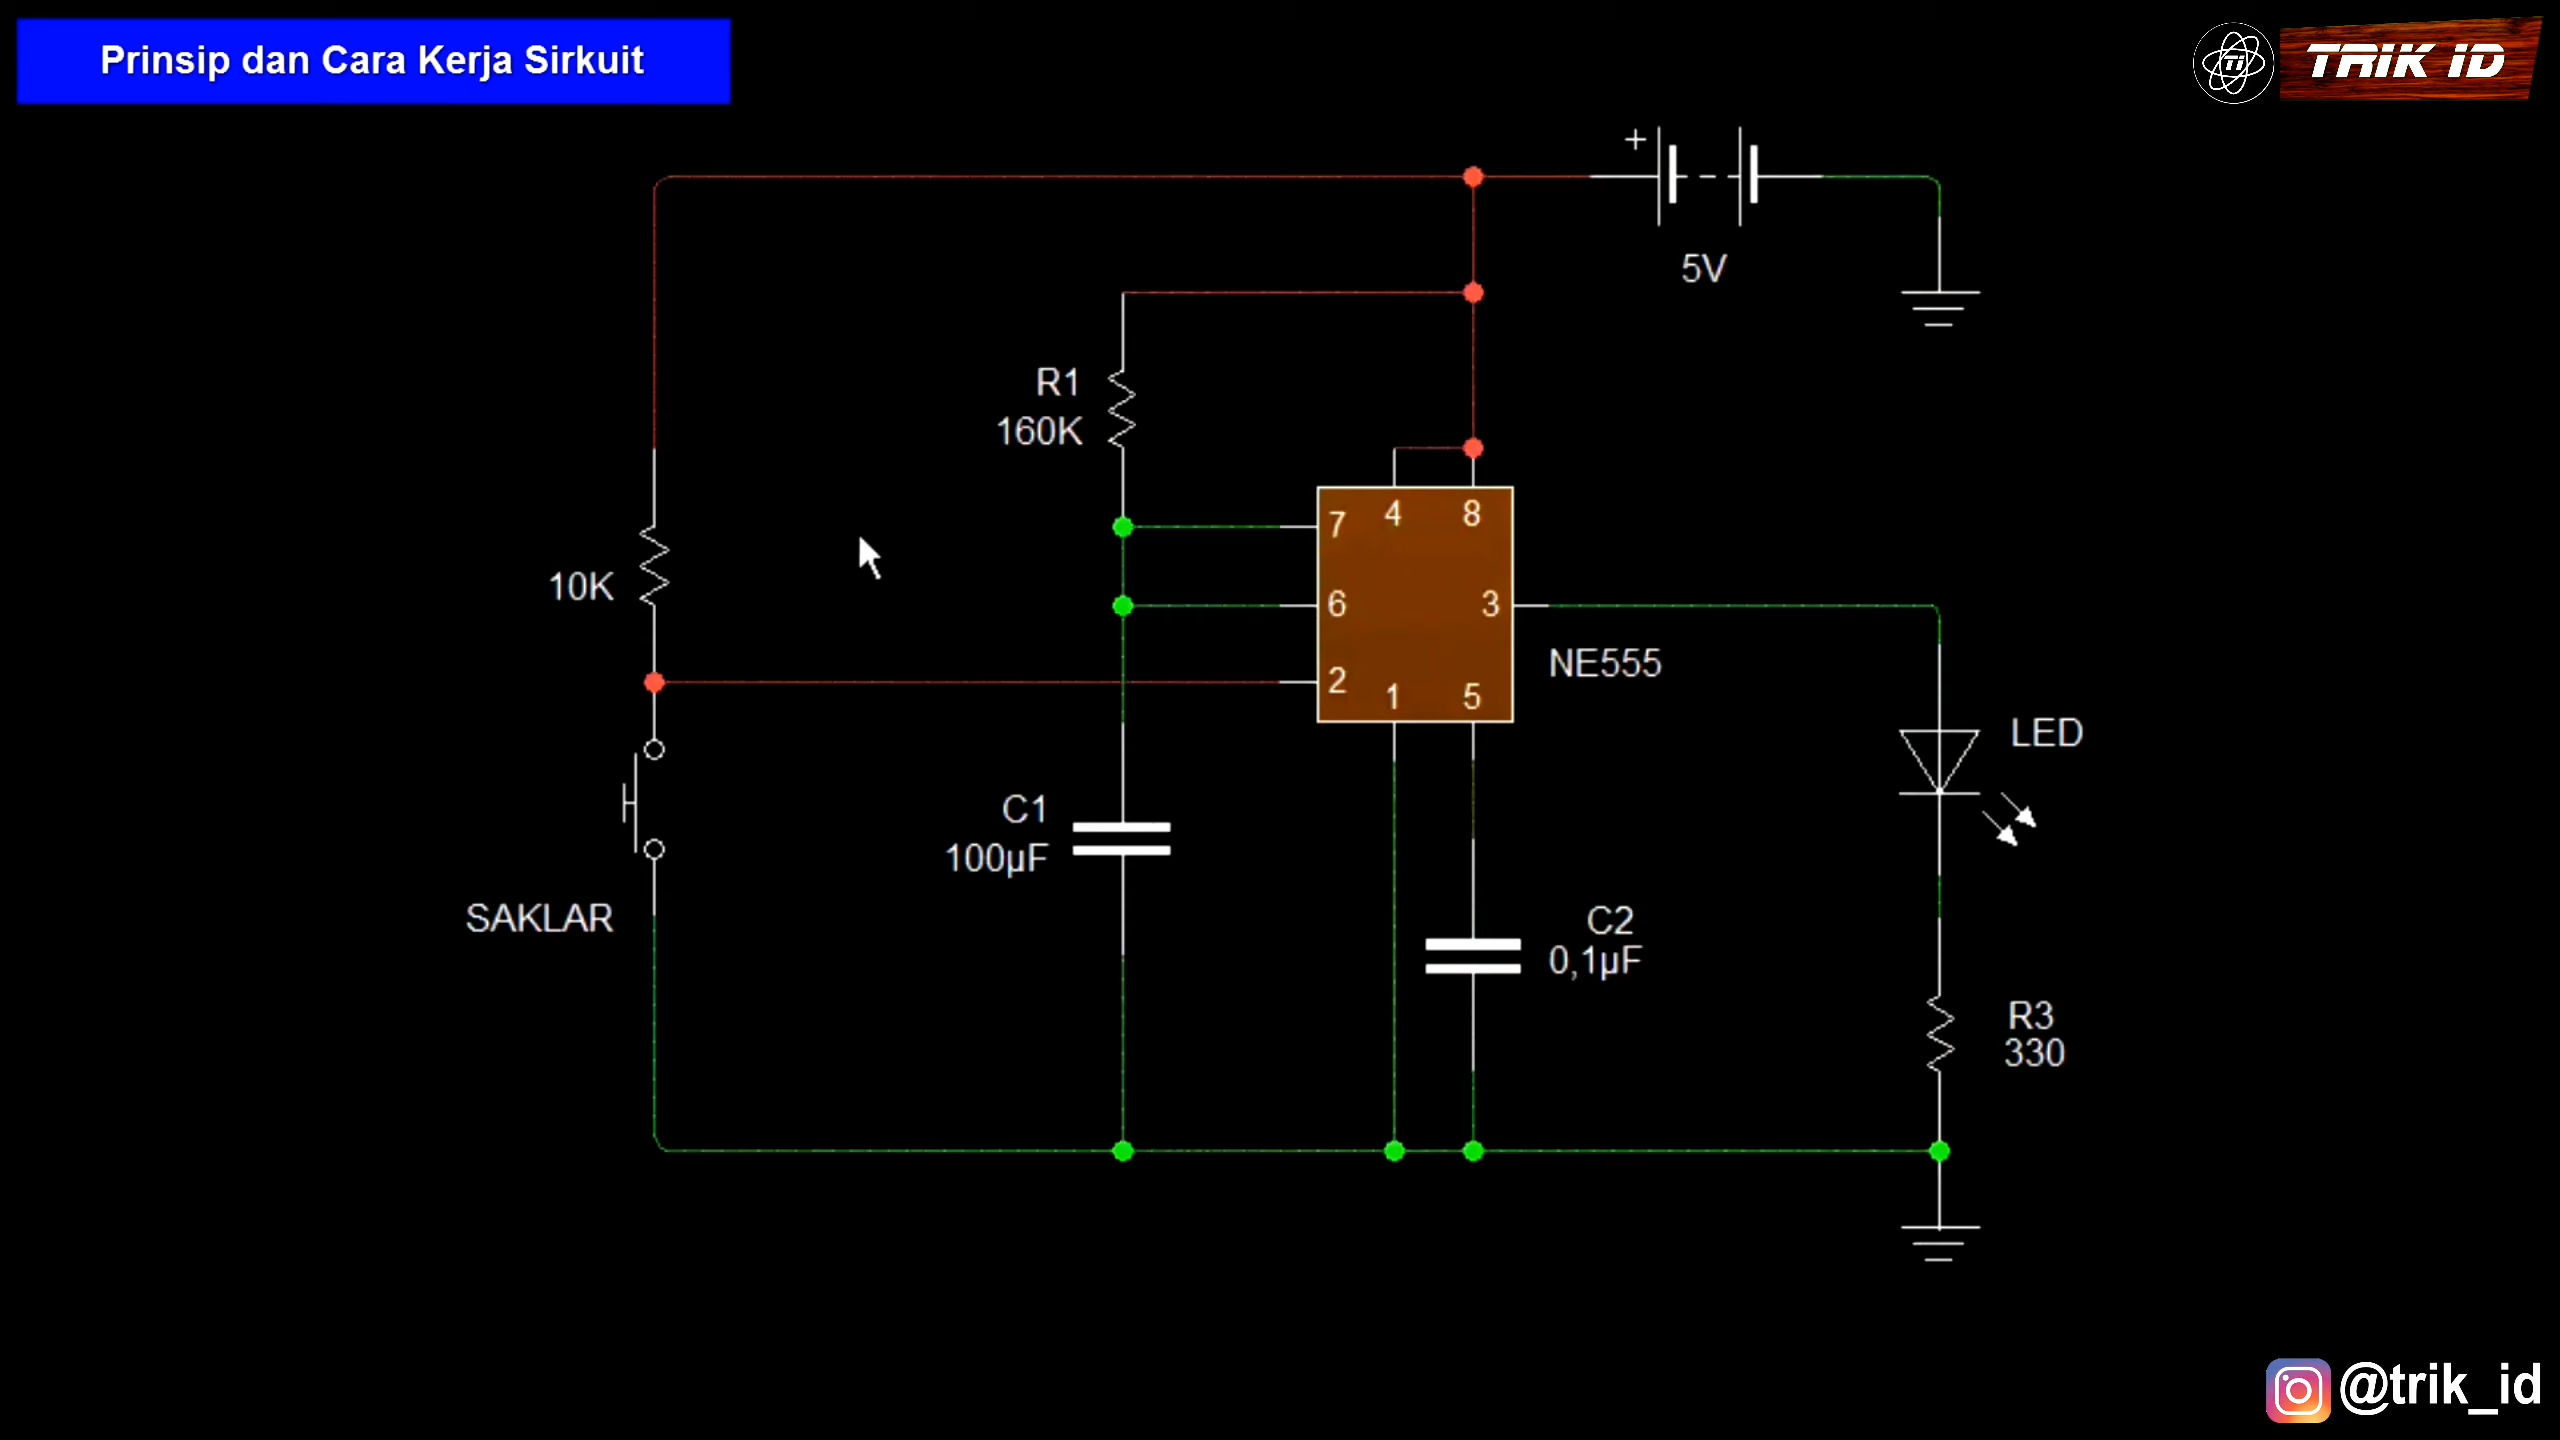 Prinsip dan Cara Kerja Sirkuit
Ti
TRIK ID
+
5V
R1
160K
4
8
7
10K
6
3
2
NE555
1
5
LED
C1
100µF
SAKLAR
C2
0,1µF
R3
330
@trik_id